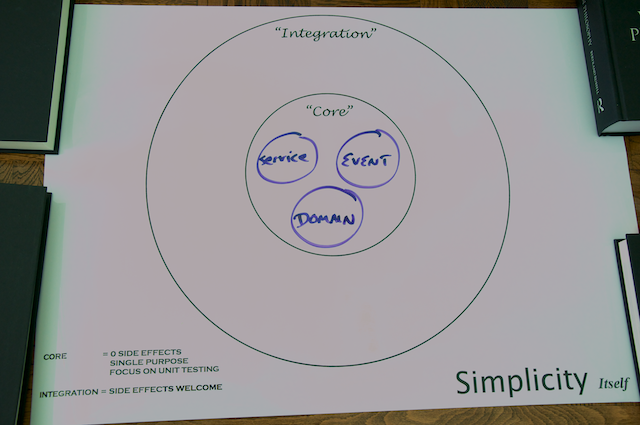 “Integration”
“Core”
Service
EVENT
DOMAIN
CORE = 0 SIDE EFFECTS
SINGLE PURPOSE
FOCUS ON UNIT TESTING
INTEGRATION = SIDE EFFECTS WELCOME
Simplicity Itself